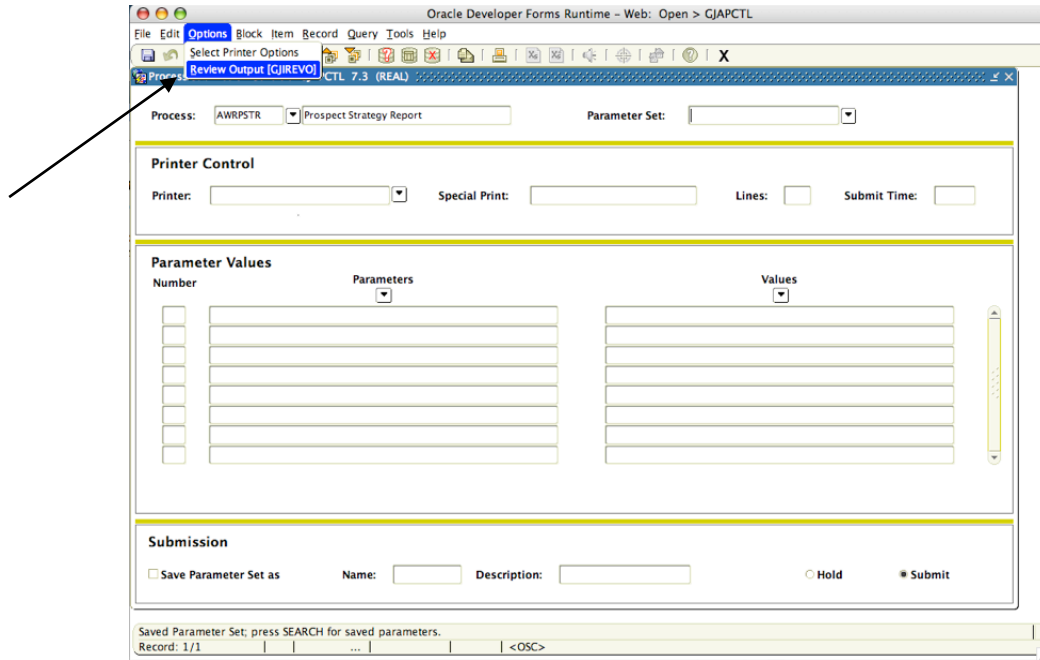 Oracle Developer Forms Runtime – Web: Open > GJAPCTL
File Edit Options Block Item Record Query Tools Help
Select Printer Options
Review Output [GJIREVO]
X
7.3 (REAL)
Process: AWRPSTR Prospect Strategy Report Parameter Set:
Printer Control
Printer: Special Print: Lines: Submit Time:
Parameter Values
Number Parameters Values
Submission
Save Parameter Set as Name: Description: Hold Submit
Saved Parameter Set; press SEARCH for saved parameters.
Record: 1/1 ... <OSC>